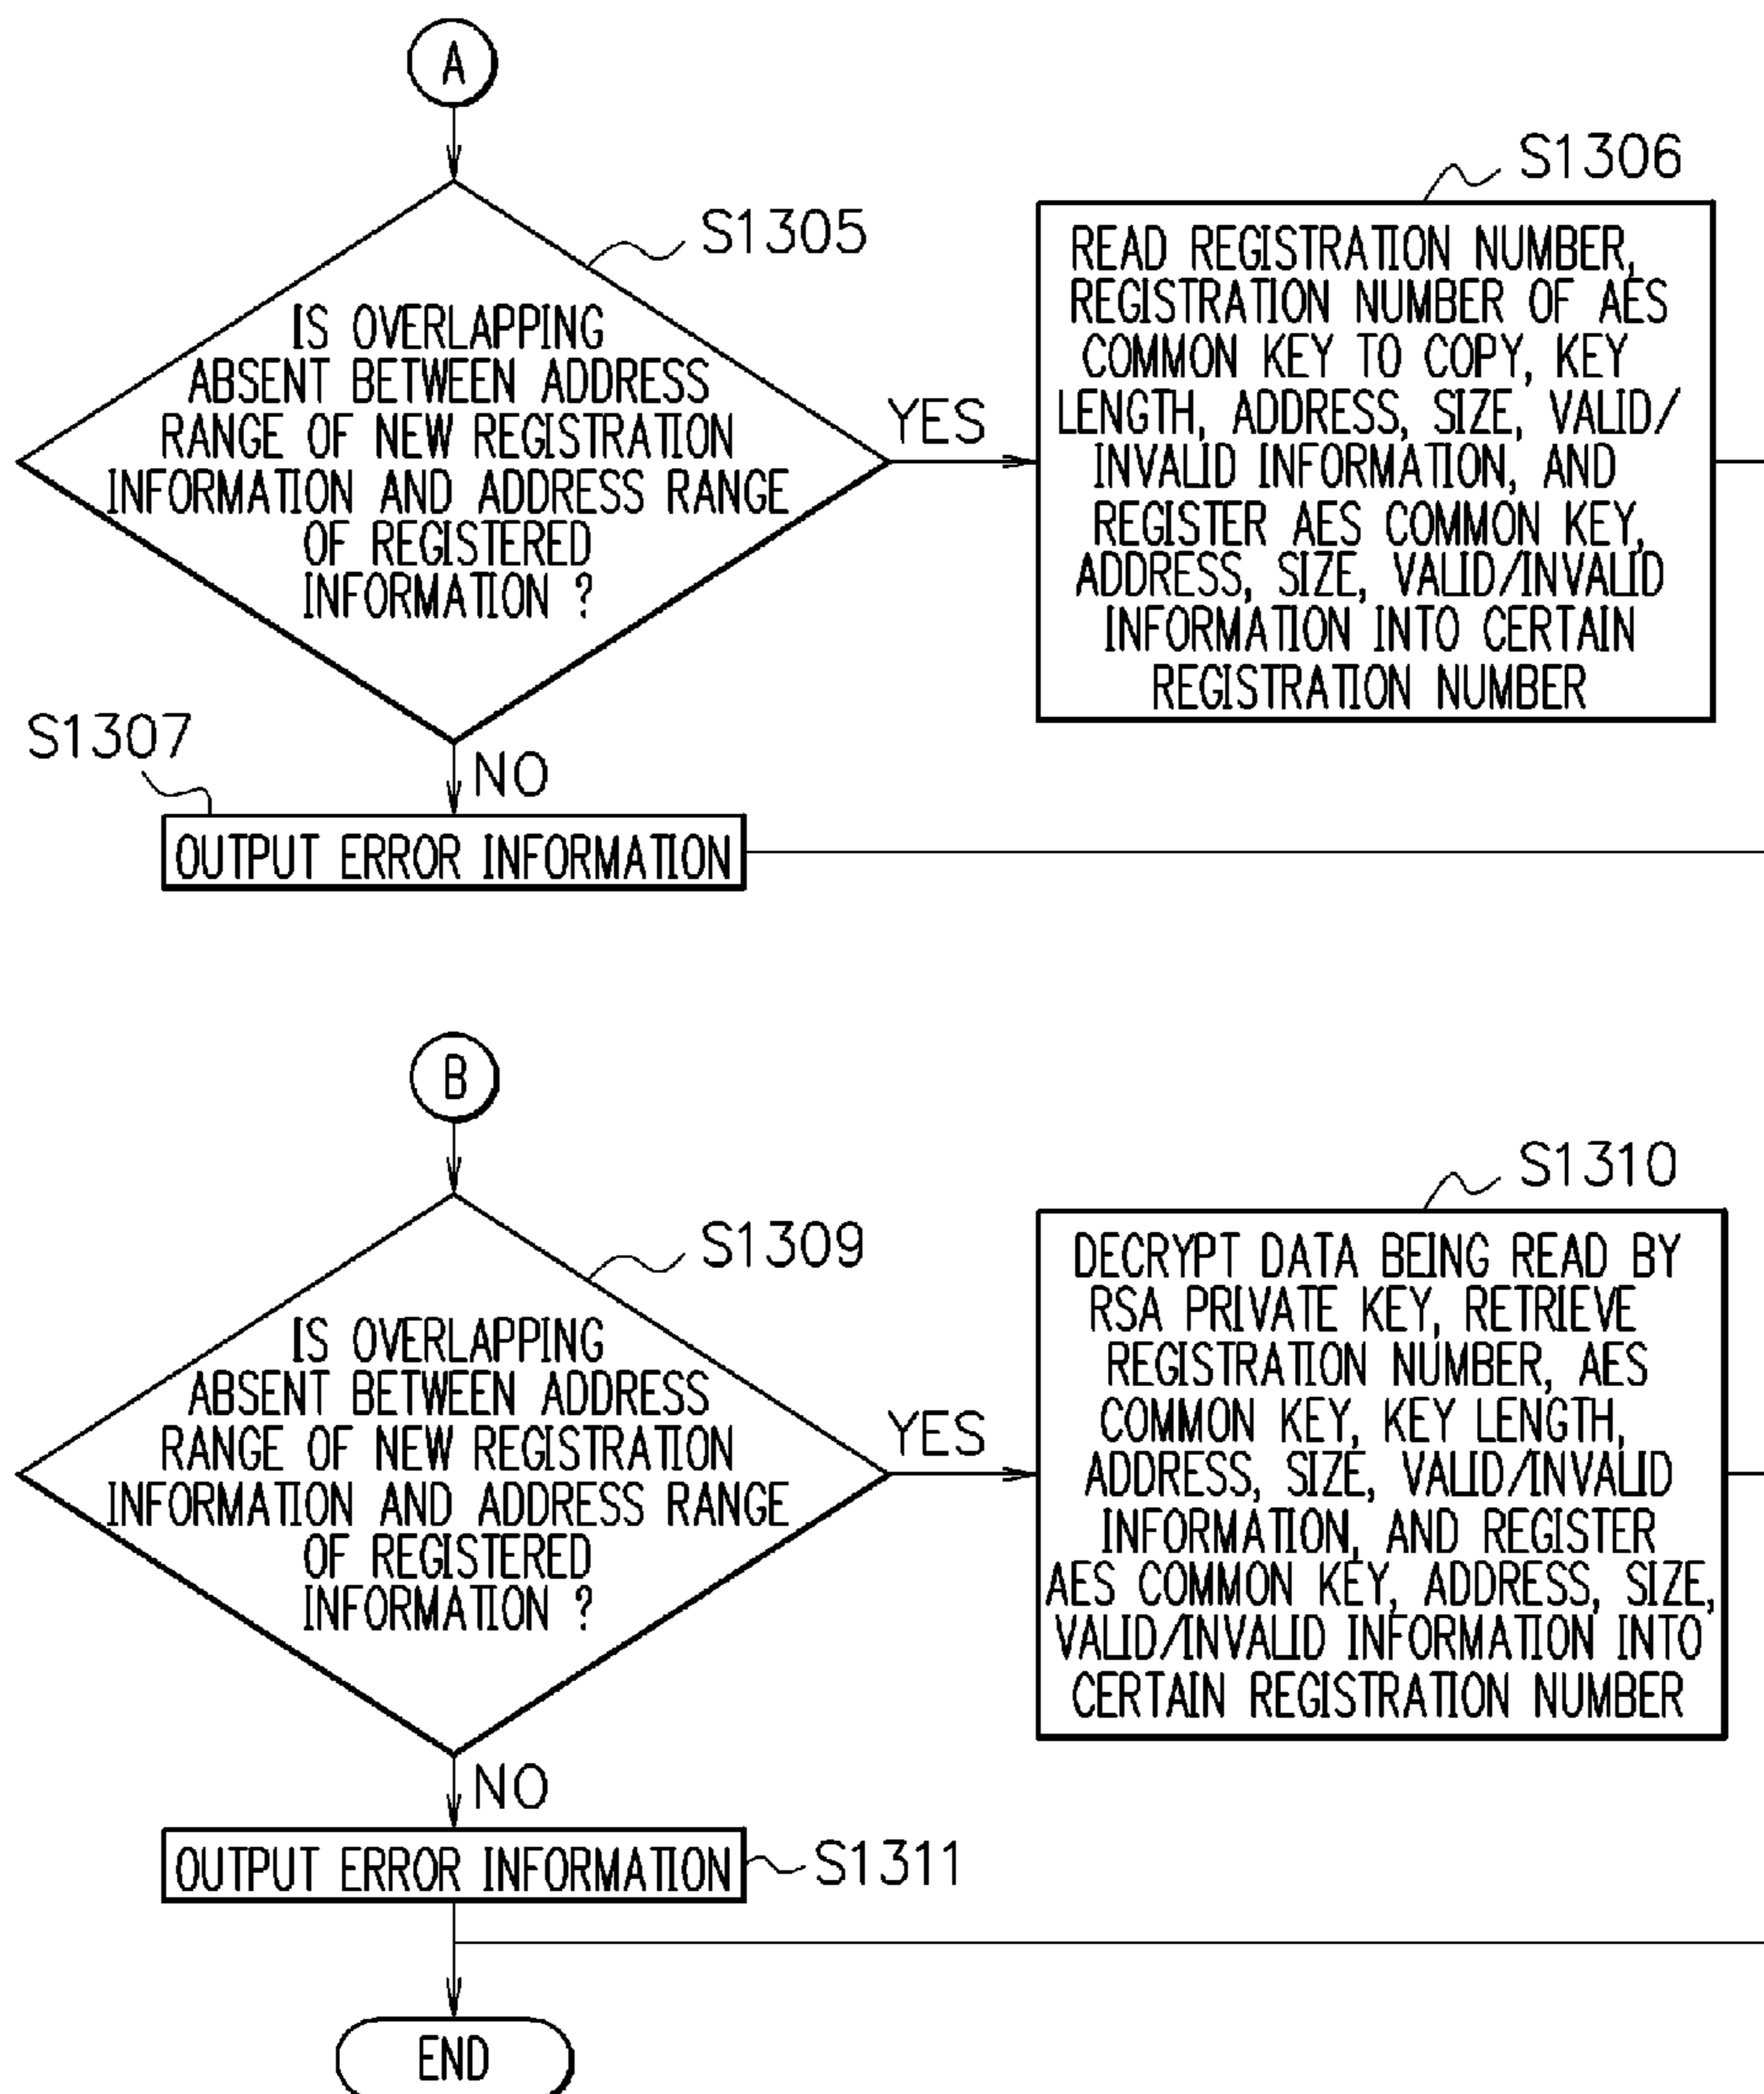 A
S1305
IS OVERLAPPING
ABSENT BETWEEN ADDRESS
RANGE OF NEW REGISTRATION
INFORMATION AND ADDRESS RANGE
OF REGISTERED
INFORMATION ?
YES
S1306
READ REGISTRATION NUMBER,
REGISTRATION NUMBER OF AES
COMMON KEY TO COPY, KEY
LENGTH, ADDRESS, SIZE, VALID/
INVALID INFORMATION, AND
REGISTER AES COMMON KEY,
ADDRESS, SIZE, VALID/INVALID
INFORMATION INTO CERTAIN
REGISTRATION NUMBER
S1307
NO
OUTPUT ERROR INFORMATION
B
S1309
IS OVERLAPPING
ABSENT BETWEEN ADDRESS
RANGE OF NEW REGISTRATION
INFORMATION AND ADDRESS RANGE
OF REGISTERED
INFORMATION ?
YES
S1310
DECRYPT DATA BEING READ BY
RSA PRIVATE KEY, RETRIEVE
REGISTRATION NUMBER, AES
COMMON KEY, KEY LENGTH,
ADDRESS, SIZE, VALID/INVALID
INFORMATION, AND REGISTER
AES COMMON KEY, ADDRESS, SIZE,
VALID/INVALID INFORMATION INTO
CERTAIN REGISTRATION NUMBER
NO
OUTPUT ERROR INFORMATION
S1311
END